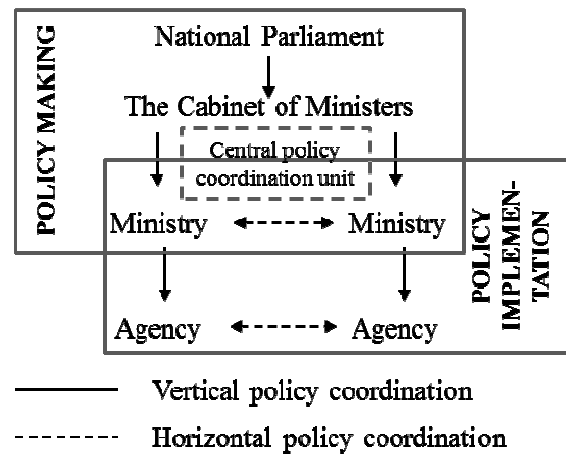 POLICY MAKING
National Parliament
The Cabinet of Ministers
Central policy
coordination unit
Ministry
Ministry
POLICY
IMPLEMEN-
TATION
Agency
Agency
Vertical policy coordination
Horizontal policy coordination